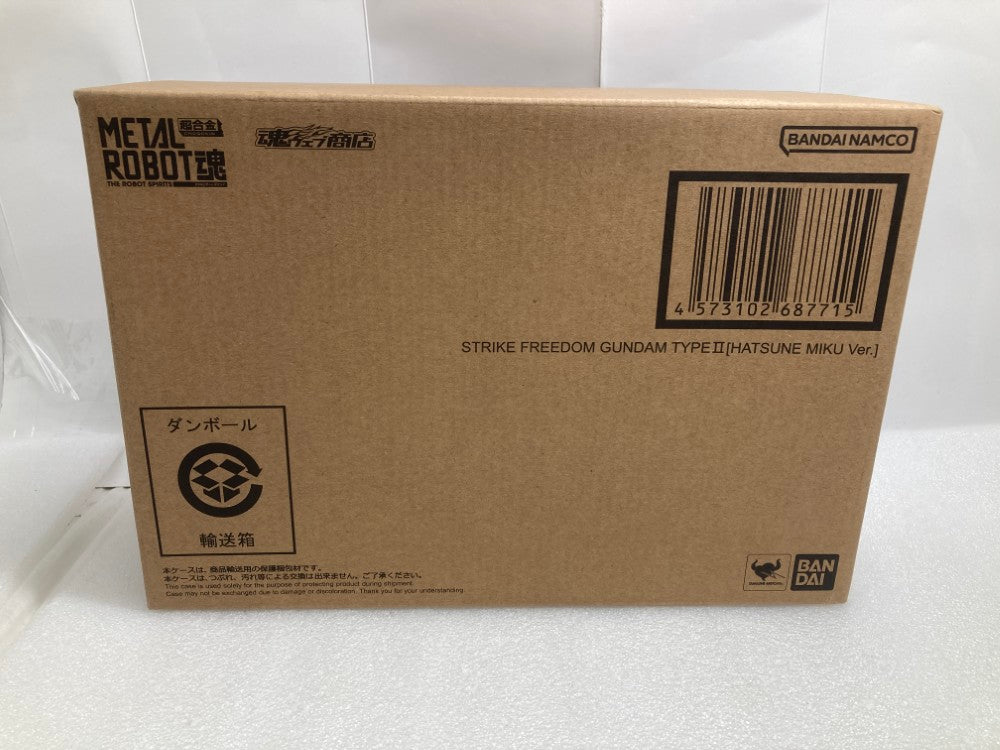 METAL
超合金
ROBOT魂
THE ROBOT SPIRITS
魂ウェブ商店
BANDAI NAMCO
4 573102 687715
STRIKE FREEDOM GUNDAM TYPEⅡ[HATSUNE MIKU Ver.]
ダンボール
輸送箱
本ケースは、商品輸送用の保護梱包材です。
本ケースは、つぶれ、汚れ等による交換は出来ません。ご了承ください。
This case is used solely for the purpose of protecting product during shipment.
Case may not be exchanged due to damage or discoloration. Thank you for your understanding.
BAN
DAI